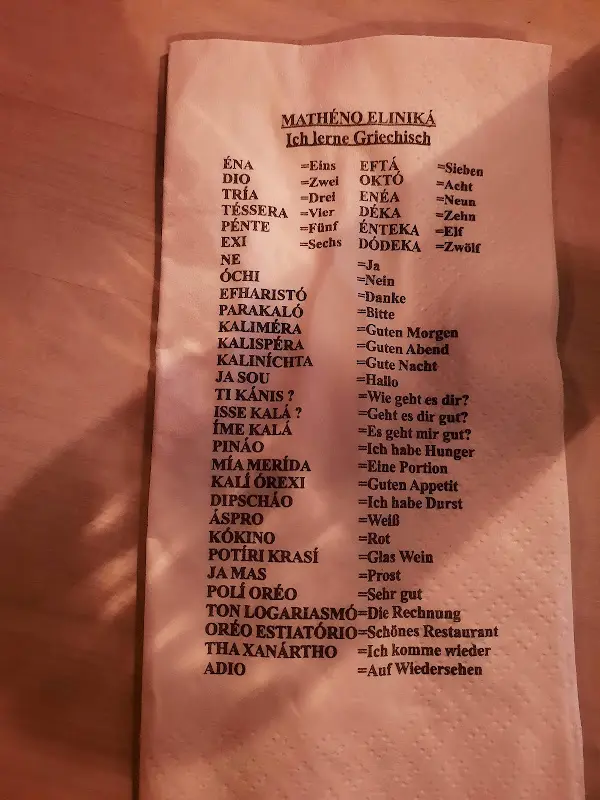 MATHÉNO ELINIKÁ
Ich lerne Griechisch
ÉNA =Eins EFTÁ =Sieben
DIO =Zwei OKTÓ =Acht
TRÍA =Drei ENÉA =Neun
TÉSSERA =Vier DÉKA =Zehn
PÉNTE =Fünf ÉNTEKA =Elf
EXI =Sechs DÓDEKA =Zwölf
NE =Ja
ÓCHI =Nein
EFHARISTÓ =Danke
PARAKALÓ =Bitte
KALIMÉRA =Guten Morgen
KALISPÉRA =Guten Abend
KALINÍCHTA =Gute Nacht
JA SOU =Hallo
TI KÁNIS ? =Wie geht es dir?
ISSE KALÁ ? =Geht es dir gut?
ÍME KALÁ =Es geht mir gut?
PINÁO =Ich habe Hunger
MÍA MERÍDA =Eine Portion
KALÍ ÓREXI =Guten Appetit
DIPSCHÁO =Ich habe Durst
ÁSPRO =Weiß
KÓKINO =Rot
POTÍRI KRASÍ =Glas Wein
JA MAS =Prost
POLÍ ORÉO =Sehr gut
TON LOGARIASMÓ=Die Rechnung
ORÉO ESTIATÓRIO=Schönes Restaurant
THA XANÁRTHO =Ich komme wieder
ADIO =Auf Wiedersehen